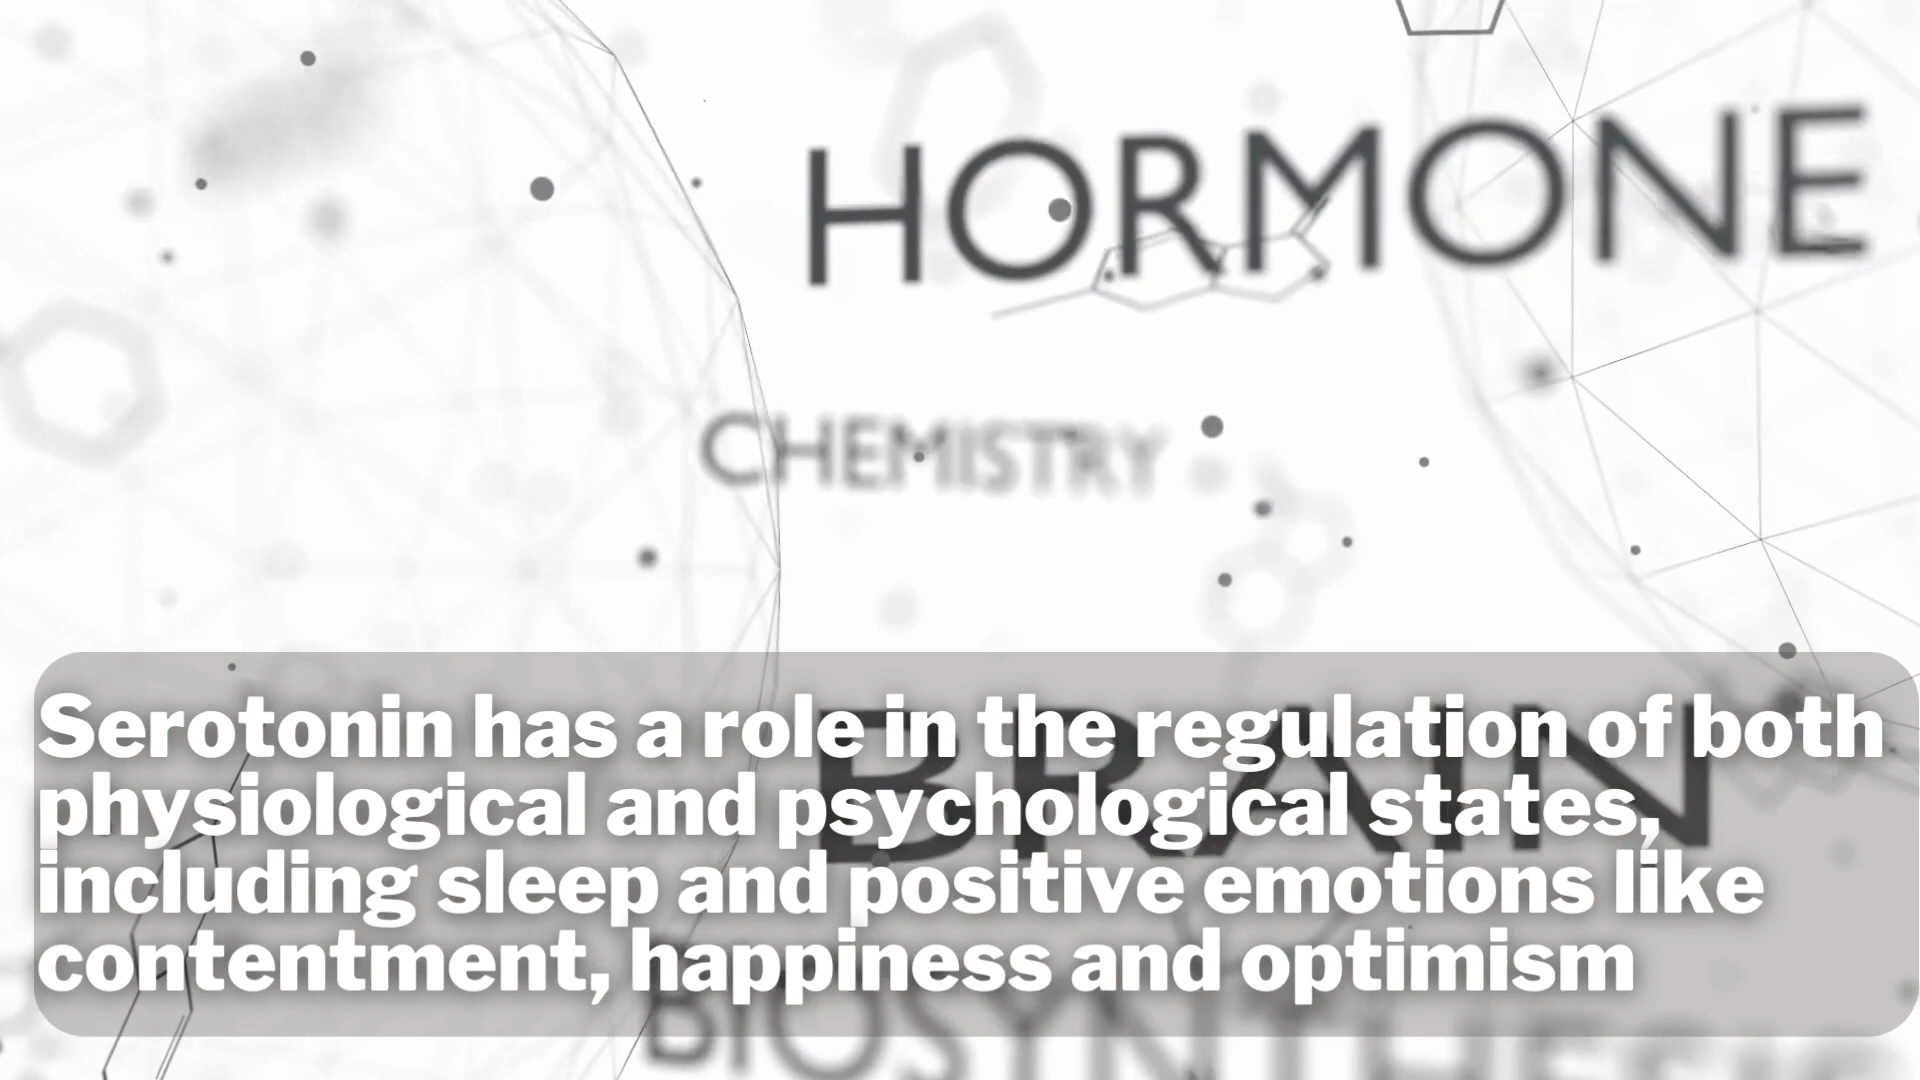 HORMONE
CHEMISTRY
BRAIN
Serotonin has a role in the regulation of both
physiological and psychological states,
including sleep and positive emotions like
contentment, happiness and optimism